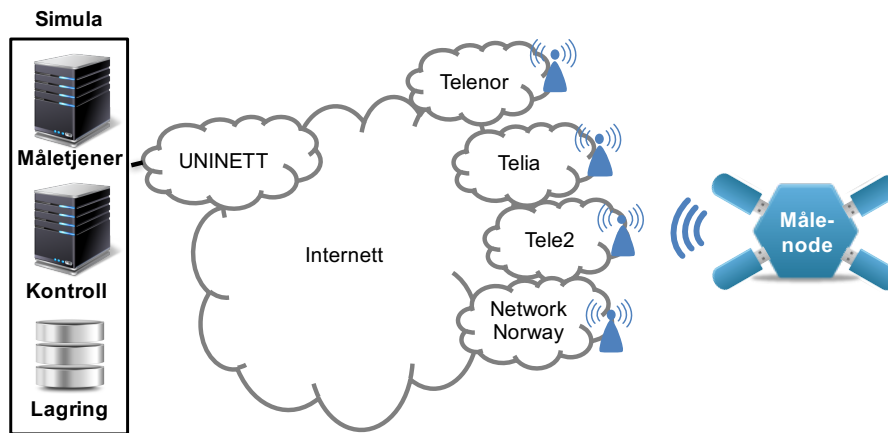 Simula
Måletjener
Kontroll
Lagring
UNINETT
Internett
Telenor
Telia
Tele2
Network
Norway
Måle-
node